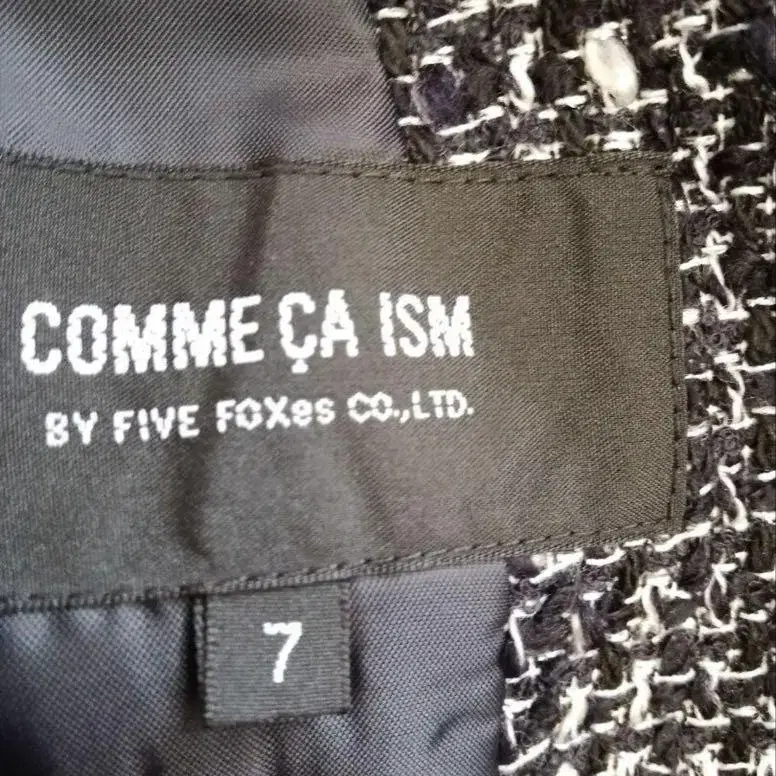 COMME ÇA ISM
BY FIVE FOXes CO.,LTD.
7